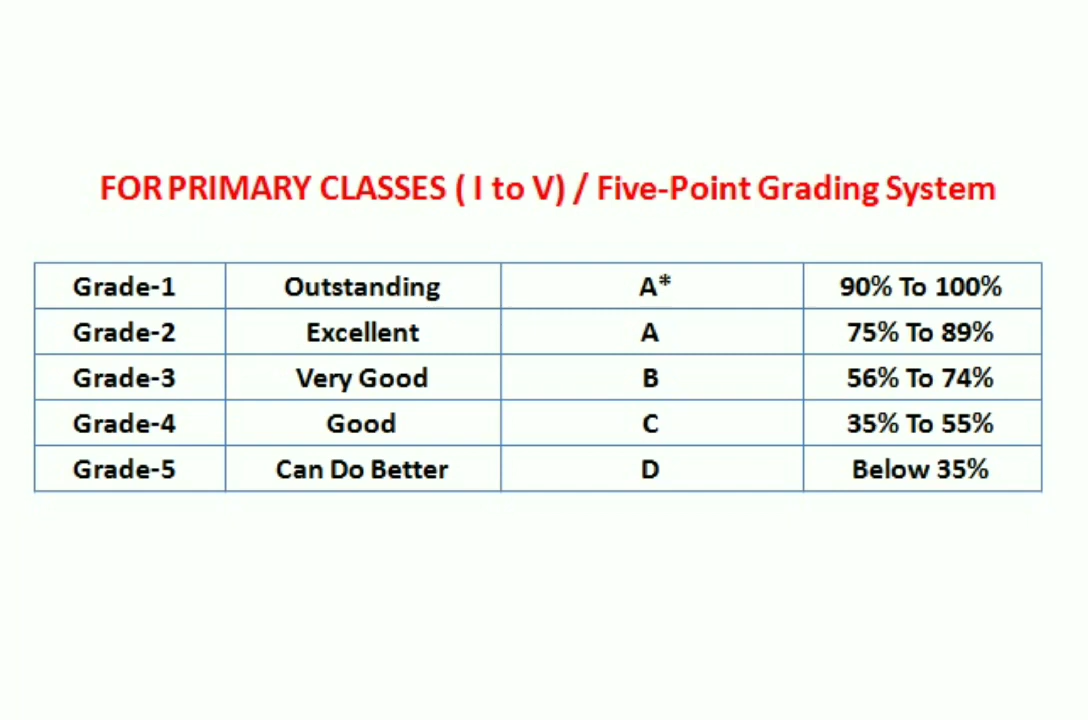 FOR PRIMARY CLASSES ( I to V) / Five-Point Grading System
Grade-1 Outstanding A* 90% To 100%
Grade-2 Excellent A 75% To 89%
Grade-3 Very Good B 56% To 74%
Grade-4 Good C 35% To 55%
Grade-5 Can Do Better D Below 35%